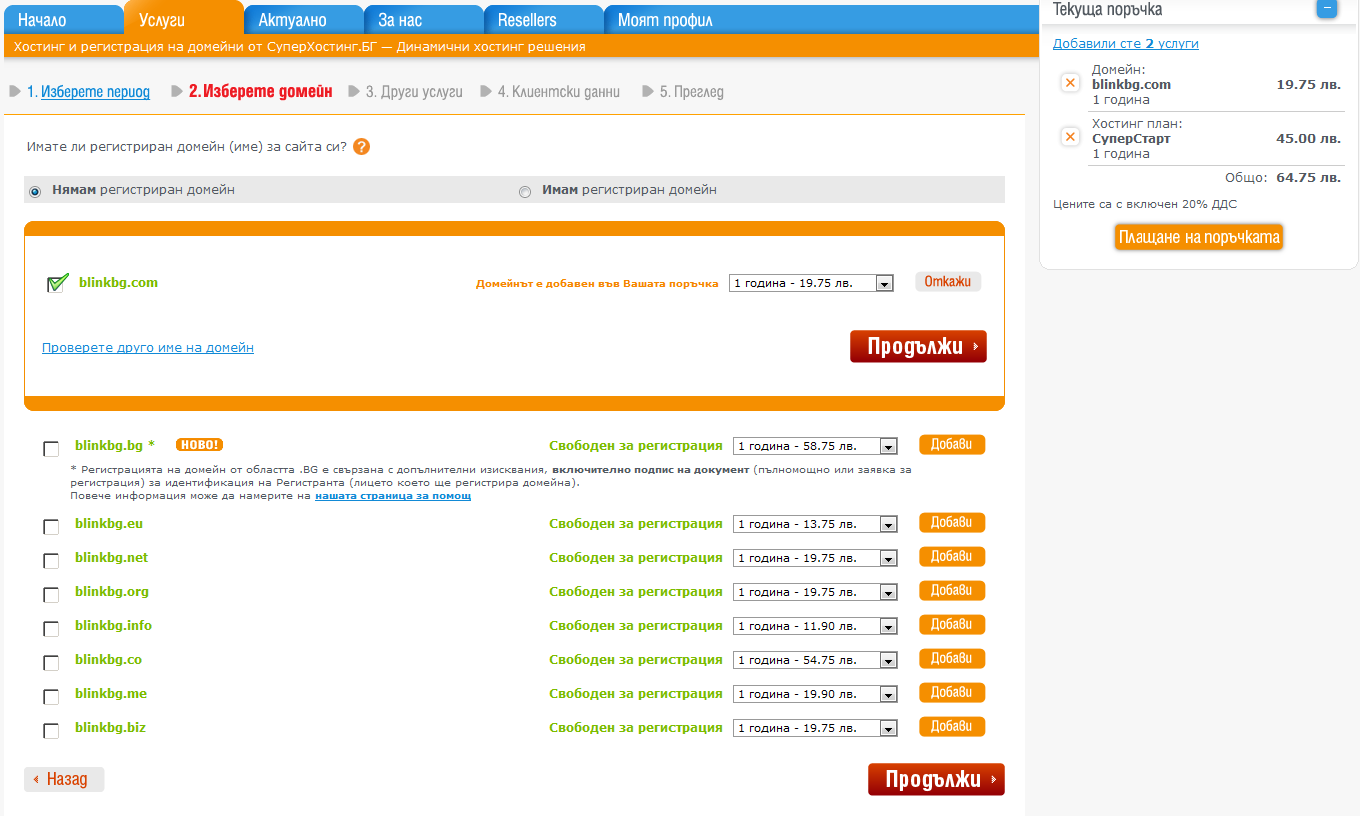 Начало
Услуги
Актуално
За нас
Resellers
Моят профил
Хостинг и регистрация на домейни от СуперХостинг.БГ — Динамични хостинг решения
1. Изберете период
2. Изберете домейн
3. Други услуги
4. Клиентски данни
5. Преглед
Имате ли регистриран домейн (име) за сайта си? ?
Нямам регистриран домейн
Имам регистриран домейн
blinkbg.com
Домейнът е добавен във Вашата поръчка
1 година - 19.75 лв.
Откажи
Проверете друго име на домейн
Продължи
blinkbg.bg * НОВО! Свободен за регистрация 1 година - 58.75 лв. Добави
* Регистрацията на домейн от областта .BG е свързана с допълнителни изисквания, включително подпис на документ (пълномощно или заявка за
регистрация) за идентификация на Регистранта (лицето което ще регистрира домейна).
Повече информация може да намерите на нашата страница за помощ
blinkbg.eu Свободен за регистрация 1 година - 13.75 лв. Добави
blinkbg.net Свободен за регистрация 1 година - 19.75 лв. Добави
blinkbg.org Свободен за регистрация 1 година - 19.75 лв. Добави
blinkbg.info Свободен за регистрация 1 година - 11.90 лв. Добави
blinkbg.co Свободен за регистрация 1 година - 54.75 лв. Добави
blinkbg.me Свободен за регистрация 1 година - 19.90 лв. Добави
blinkbg.biz Свободен за регистрация 1 година - 19.75 лв. Добави
Назад
Продължи
Текуща поръчка
Добавили сте 2 услуги
Домейн:
blinkbg.com 19.75 лв.
1 година
Хостинг план:
СуперСтарт 45.00 лв.
1 година
Общо: 64.75 лв.
Цените са с включен 20% ДДС
Плащане на поръчката